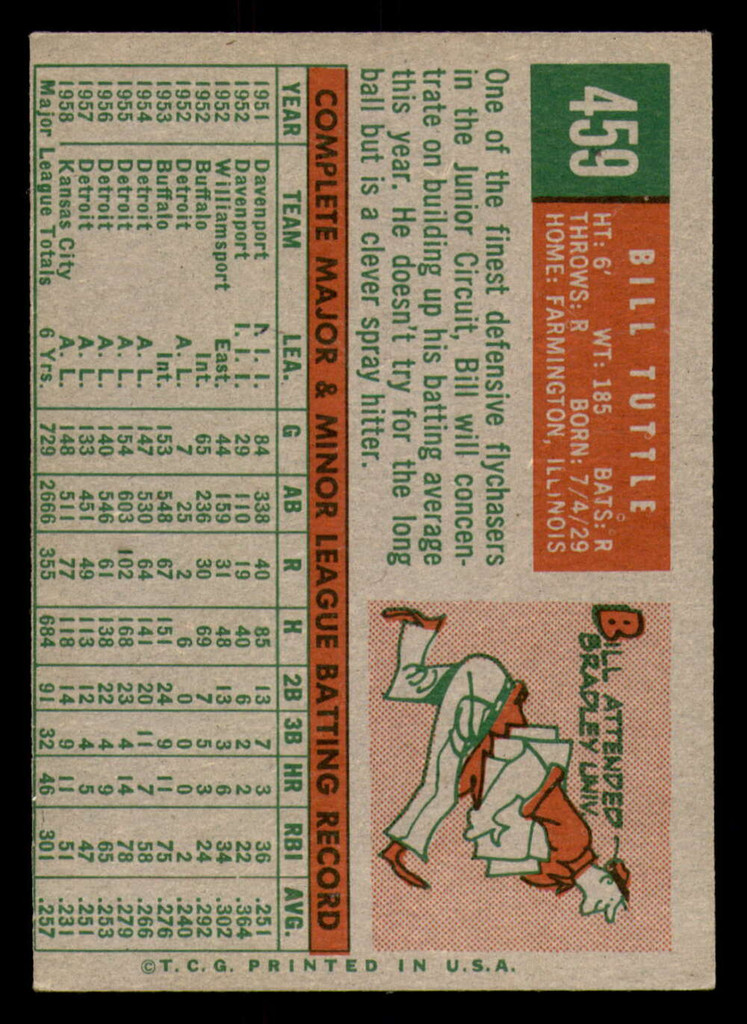 459
BILL TUTTLE
HT: 6' WT: 185 BATS: R
THROWS: R BORN: 7/4/29
HOME: FARMINGTON, ILLINOIS
One of the finest defensive flychasers
in the Junior Circuit, Bill will concen-
trate on building up his batting average
this year. He doesn't try for the long
ball but is a clever spray hitter.
BILL ATTENDED
BRADLEY UNIV.
COMPLETE MAJOR & MINOR LEAGUE BATTING RECORD
YEAR TEAM LEA. G AB R H 2B 3B HR RBI AVG.
1951 Davenport I. I. I. 84 338 40 85 13 7 3 36 .251
1952 Davenport I. I. I. 29 110 19 40 6 2 2 22 .364
1952 Williamsport East. 44 159 31 48 13 3 6 34 .302
1952 Buffalo Int. 65 236 30 69 7 5 3 24 .292
1952 Detroit A. L. 7 25 2 6 0 0 0 2 .240
1953 Buffalo Int. 153 548 67 151 24 9 11 75 .276
1954 Detroit A. L. 147 530 64 141 20 11 7 58 .266
1955 Detroit A. L. 154 603 102 168 23 4 14 78 .279
1956 Detroit A. L. 140 546 61 138 22 4 9 65 .253
1957 Detroit A. L. 133 451 49 113 12 4 5 47 .251
1958 Kansas City A. L. 148 511 77 118 14 9 11 51 .231
Major League Totals 6 Yrs. 729 2666 355 684 91 32 46 301 .257
©T.C.G. PRINTED IN U.S.A.